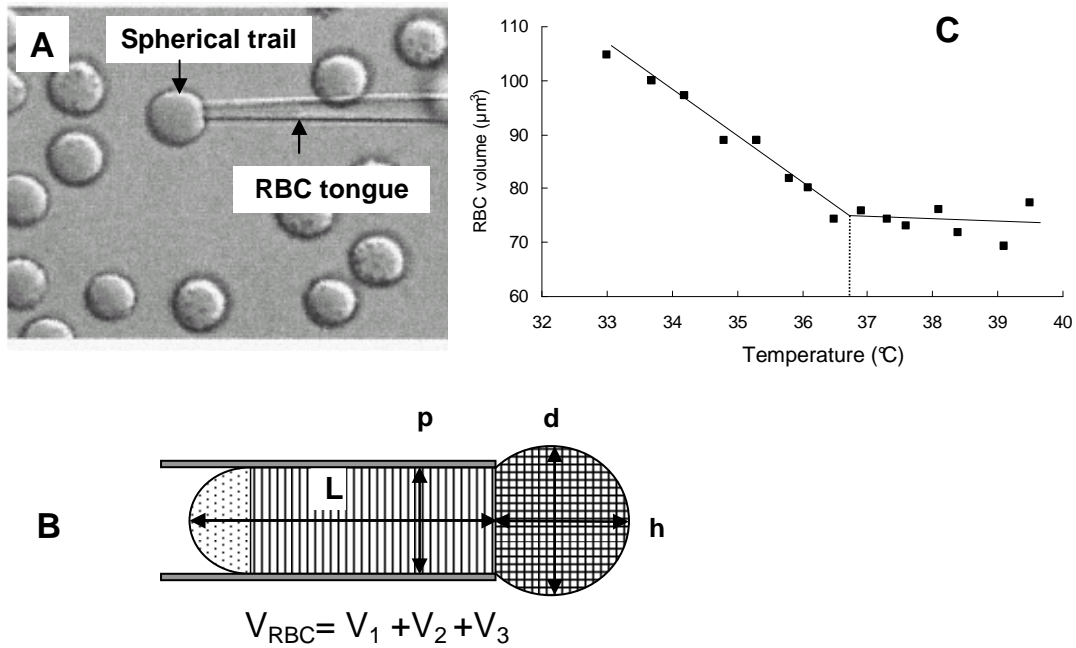 A
Spherical trail
RBC tongue
C
110
100
90
80
70
60
RBC volume (µm³)
32 33 34 35 36 37 38 39 40
Temperature (°C)
B
p
d
L
h
V_RBC= V₁ +V₂ +V₃